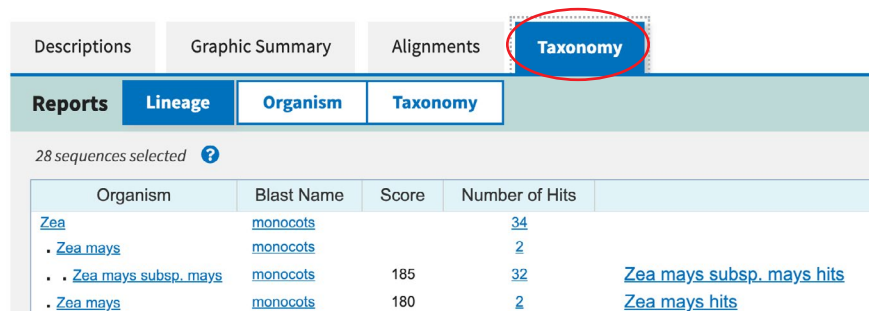 Descriptions Graphic Summary Alignments Taxonomy
Reports Lineage Organism Taxonomy
28 sequences selected ?
Organism Blast Name Score Number of Hits
Zea monocots 34
. Zea mays monocots 2
. . Zea mays subsp. mays monocots 185 32 Zea mays subsp. mays hits
. Zea mays monocots 180 2 Zea mays hits